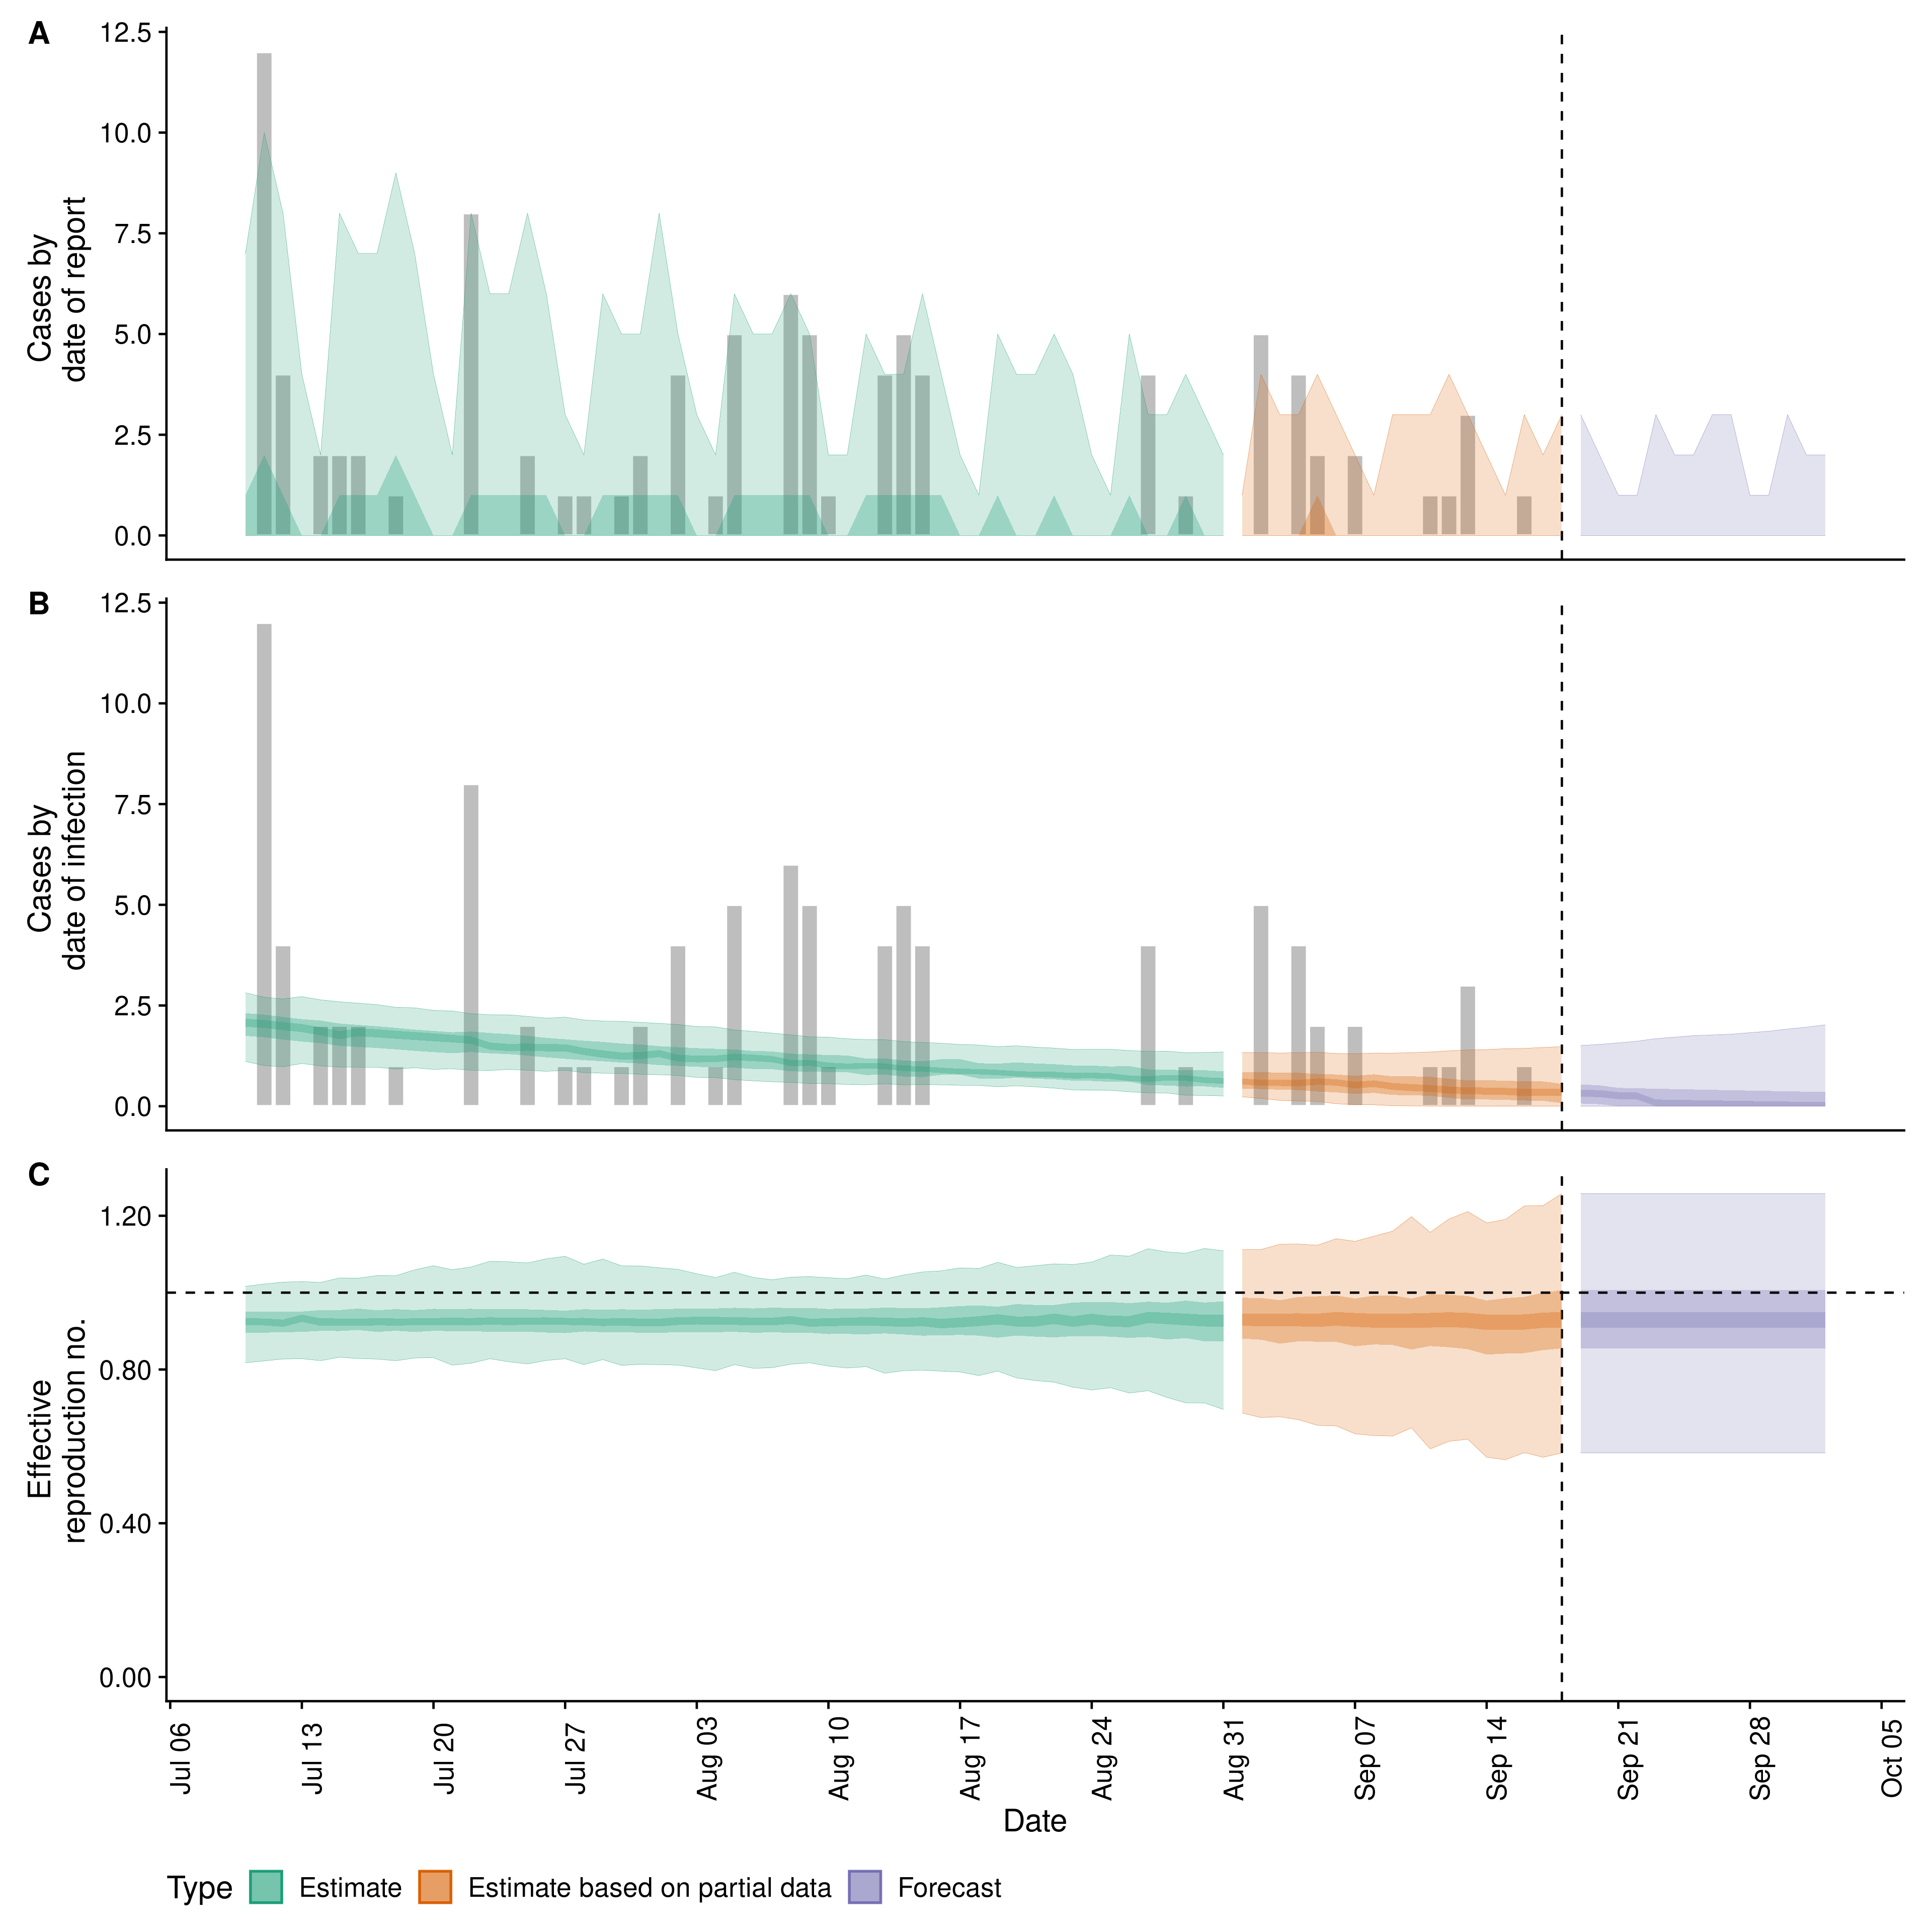 A
Cases by
date of report
12.5
10.0
7.5
5.0
2.5
0.0
B
Cases by
date of infection
12.5
10.0
7.5
5.0
2.5
0.0
C
Effective
reproduction no.
1.20
0.80
0.40
0.00
Jul 06
Jul 13
Jul 20
Jul 27
Aug 03
Aug 10
Aug 17
Aug 24
Aug 31
Sep 07
Sep 14
Sep 21
Sep 28
Oct 05
Date
Type Estimate Estimate based on partial data Forecast